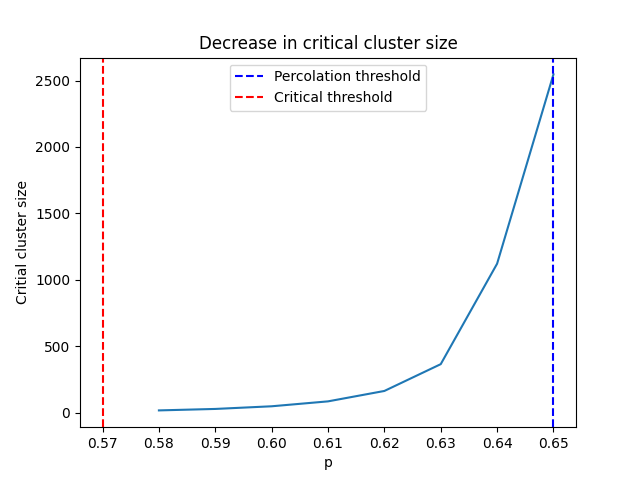 Decrease in critical cluster size
Percolation threshold
Critical threshold
Critial cluster size
2500
2000
1500
1000
500
0
0.57 0.58 0.59 0.60 0.61 0.62 0.63 0.64 0.65
p